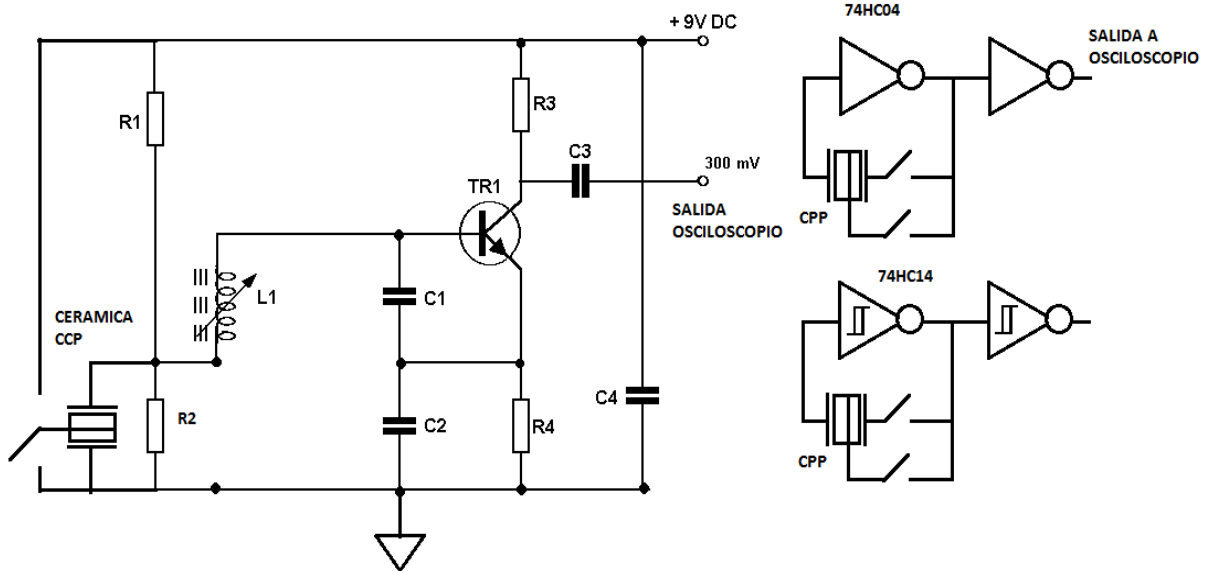 74HC04
+ 9V DC
SALIDA A
OSCILOSCOPIO
R3
R1
C3
300 mV
TR1
CPP
SALIDA
OSCILOSCOPIO
74HC14
L1
C1
CERAMICA
CCP
C4
R2
C2
R4
CPP